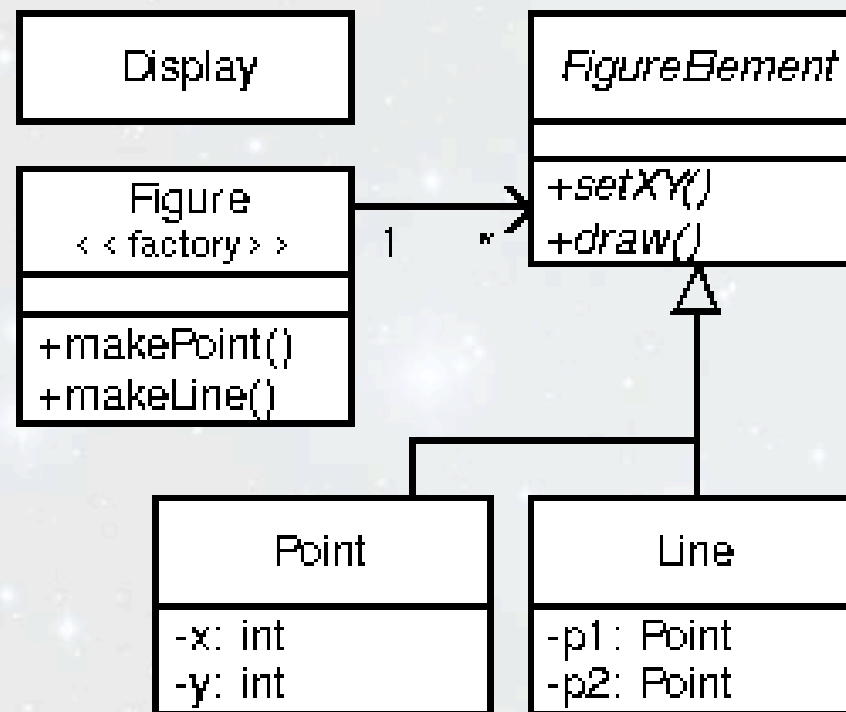 Display
FigureElement
+setXY()
+draw()
Figure
<<factory>>
1
*
+makePoint()
+makeLine()
Point
-x: int
-y: int
Line
-p1: Point
-p2: Point